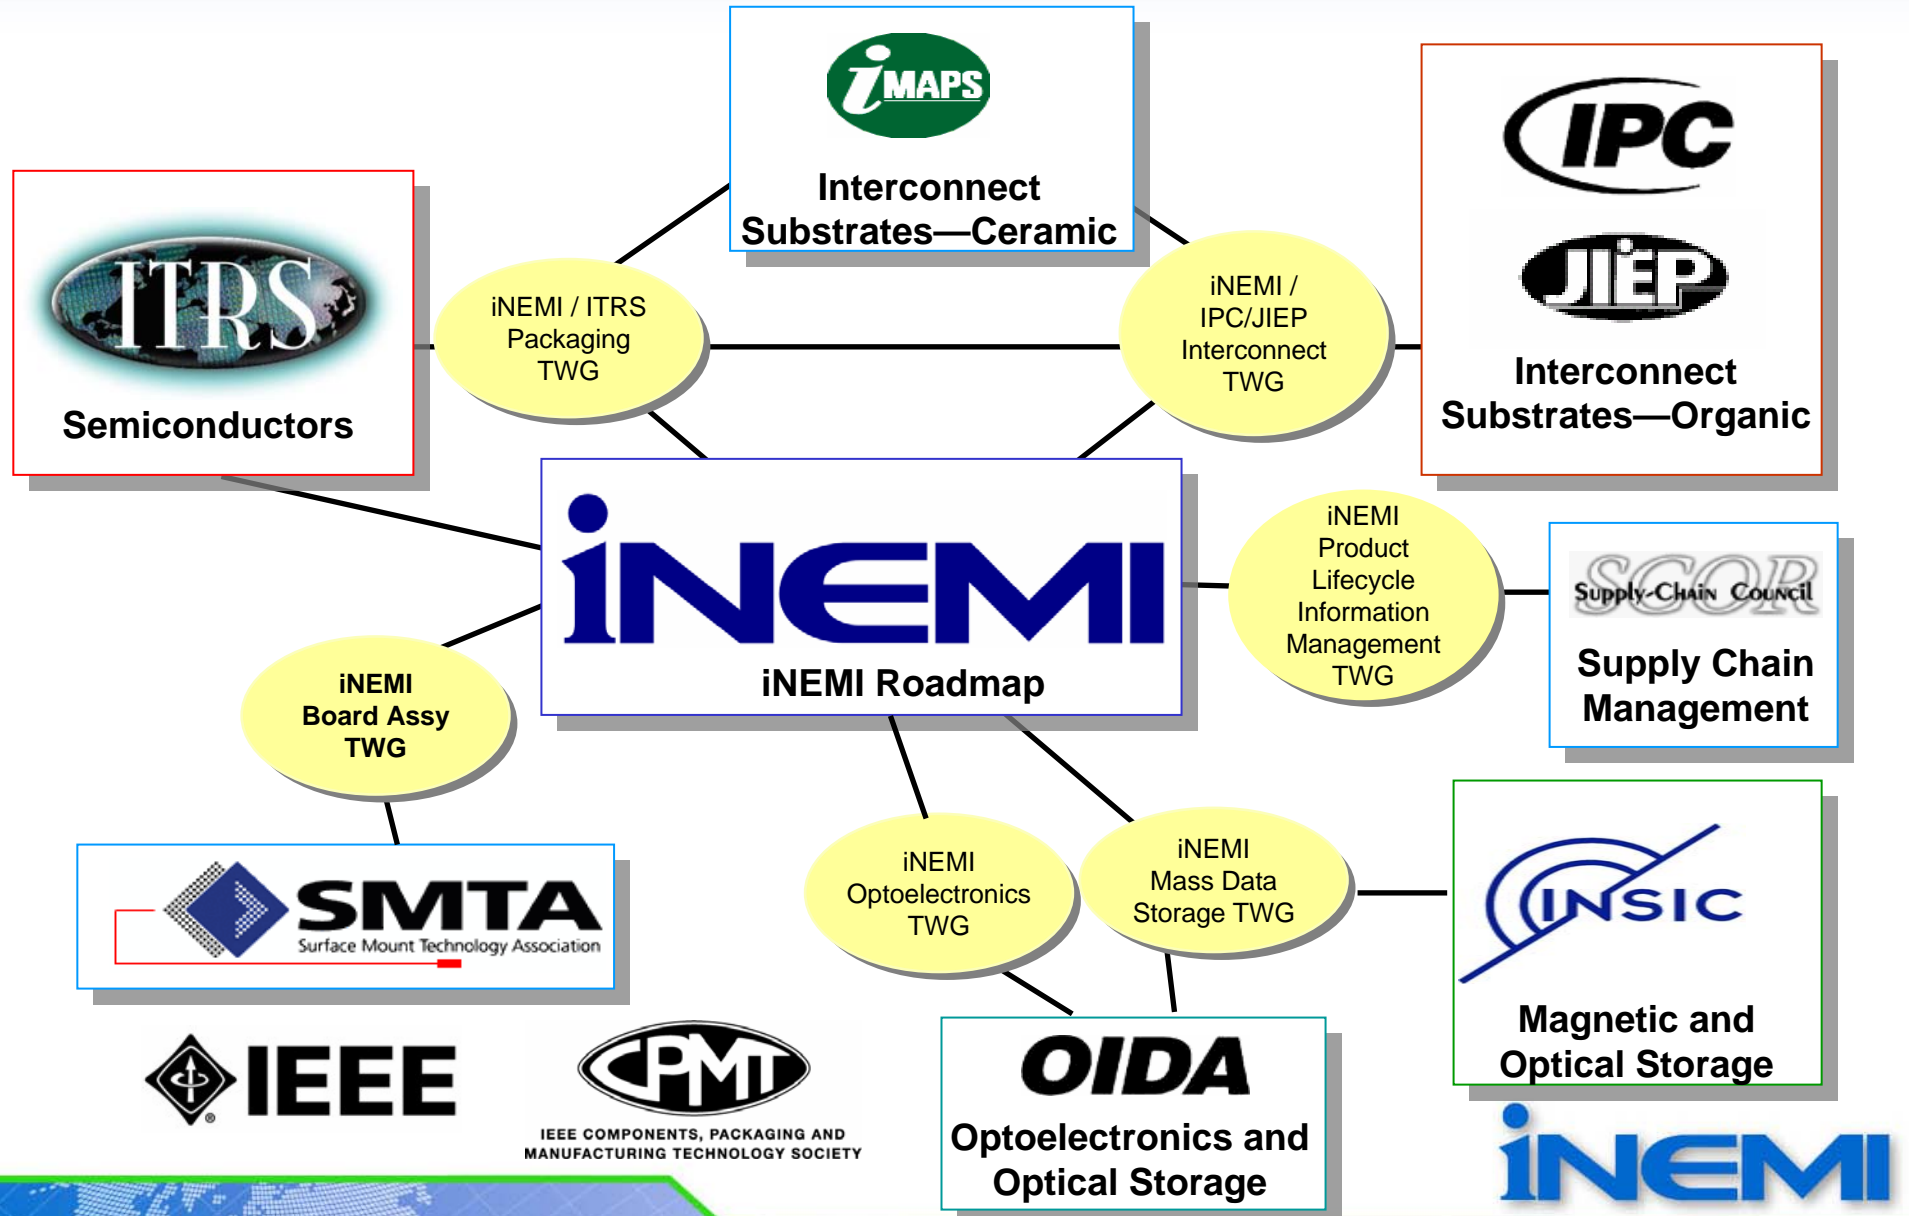 iMAPS
Interconnect
Substrates—Ceramic
IPC
JIEP
Interconnect
Substrates—Organic
ITRS
Semiconductors
iNEMI / ITRS
Packaging
TWG
iNEMI /
IPC/JIEP
Interconnect
TWG
iNEMI
iNEMI Roadmap
iNEMI
Product
Lifecycle
Information
Management
TWG
SCOR
Supply-Chain Council
Supply Chain
Management
iNEMI
Board Assy
TWG
SMTA
Surface Mount Technology Association
iNEMI
Optoelectronics
TWG
iNEMI
Mass Data
Storage TWG
INSIC
Magnetic and
Optical Storage
IEEE
®
CPMT
IEEE COMPONENTS, PACKAGING AND
MANUFACTURING TECHNOLOGY SOCIETY
OIDA
Optoelectronics and
Optical Storage
iNEMI